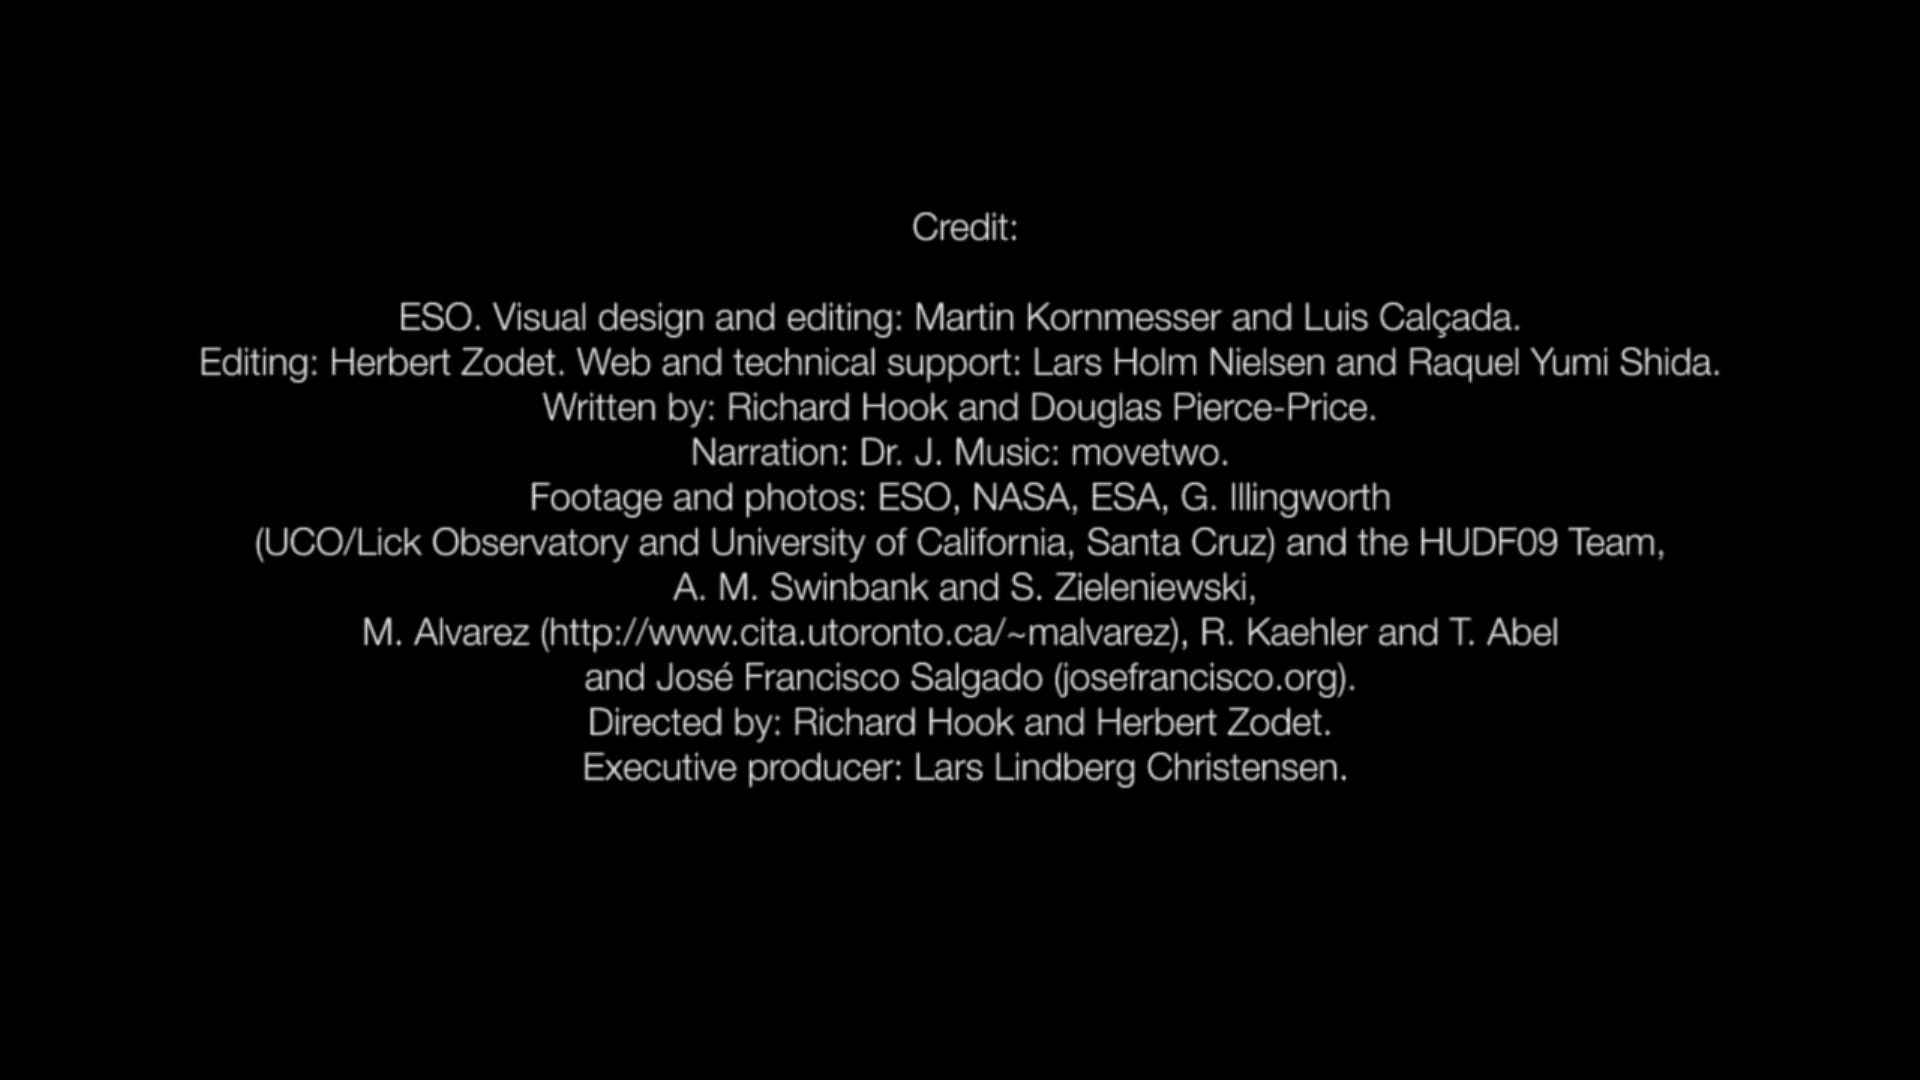 Credit:
ESO. Visual design and editing: Martin Kornmesser and Luis Calçada.
Editing: Herbert Zodet. Web and technical support: Lars Holm Nielsen and Raquel Yumi Shida.
Written by: Richard Hook and Douglas Pierce-Price.
Narration: Dr. J. Music: movetwo.
Footage and photos: ESO, NASA, ESA, G. Illingworth
(UCO/Lick Observatory and University of California, Santa Cruz) and the HUDF09 Team,
A. M. Swinbank and S. Zieleniewski,
M. Alvarez (http://www.cita.utoronto.ca/~malvarez), R. Kaehler and T. Abel
and José Francisco Salgado (josefrancisco.org).
Directed by: Richard Hook and Herbert Zodet.
Executive producer: Lars Lindberg Christensen.